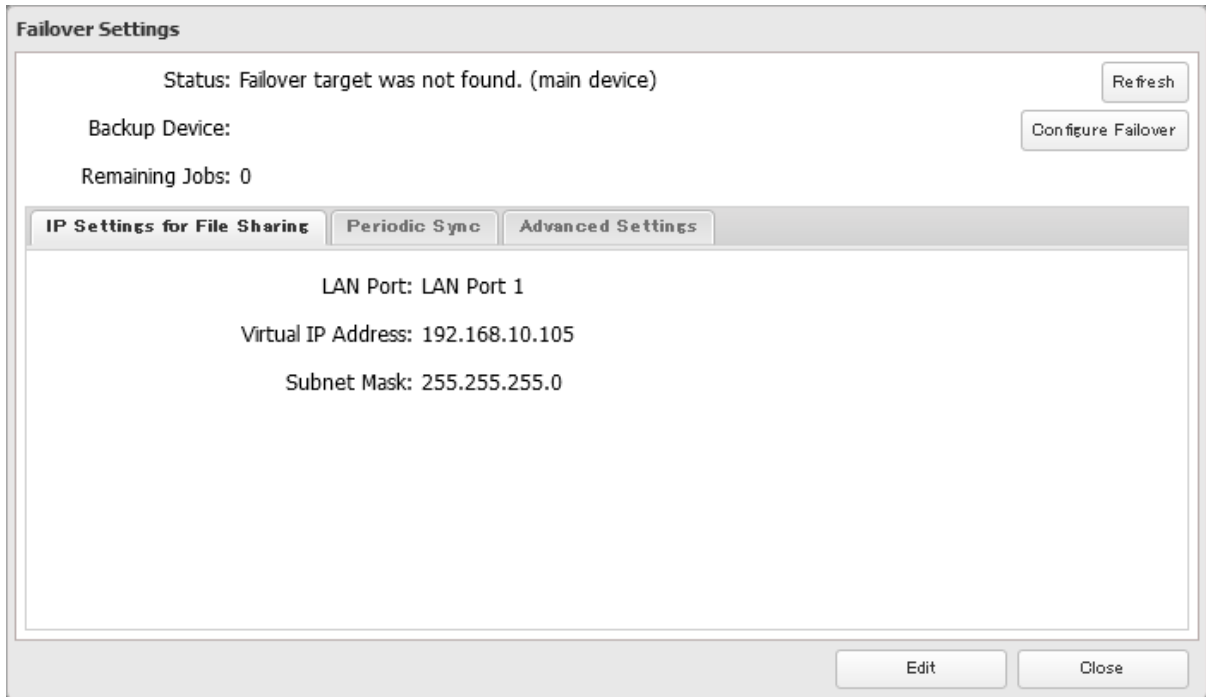 Failover Settings
Status: Failover target was not found. (main device)
Refresh
Backup Device:
Configure Failover
Remaining Jobs: 0
IP Settings for File Sharing
Periodic Sync
Advanced Settings
LAN Port: LAN Port 1
Virtual IP Address: 192.168.10.105
Subnet Mask: 255.255.255.0
Edit
Close